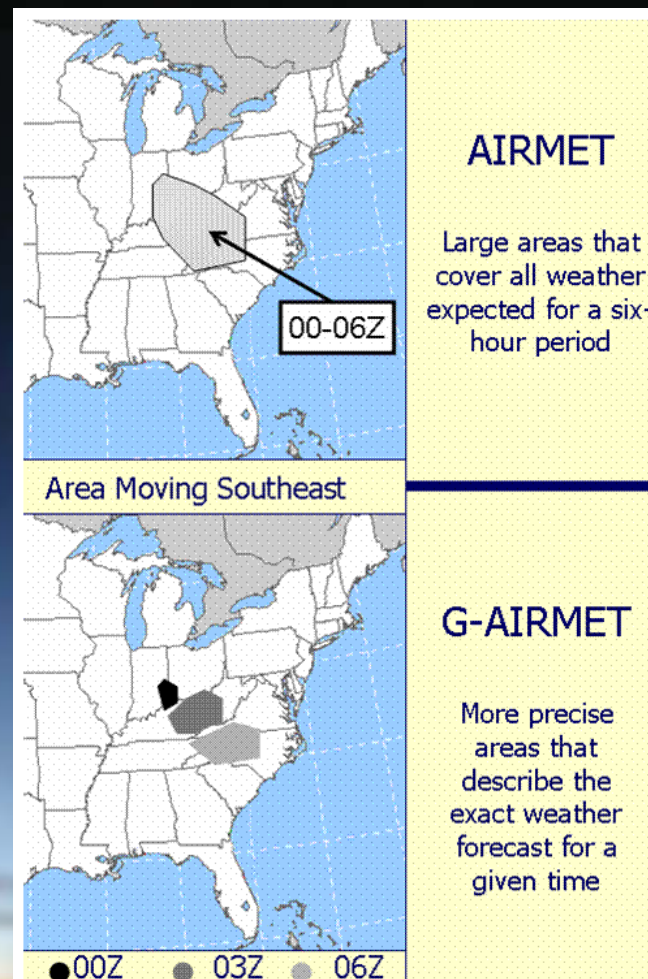 AIRMET
Large areas that
cover all weather
expected for a six-
hour period
00-06Z
Area Moving Southeast
G-AIRMET
More precise
areas that
describe the
exact weather
forecast for a
given time
00Z 03Z 06Z